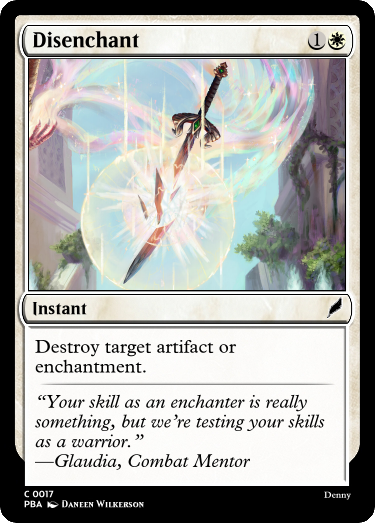 Disenchant 1
Instant
Destroy target artifact or
enchantment.
“Your skill as an enchanter is really
something, but we’re testing your skills
as a warrior.”
—Glaudia, Combat Mentor
C 0017
PBA Daneen Wilkerson
Denny